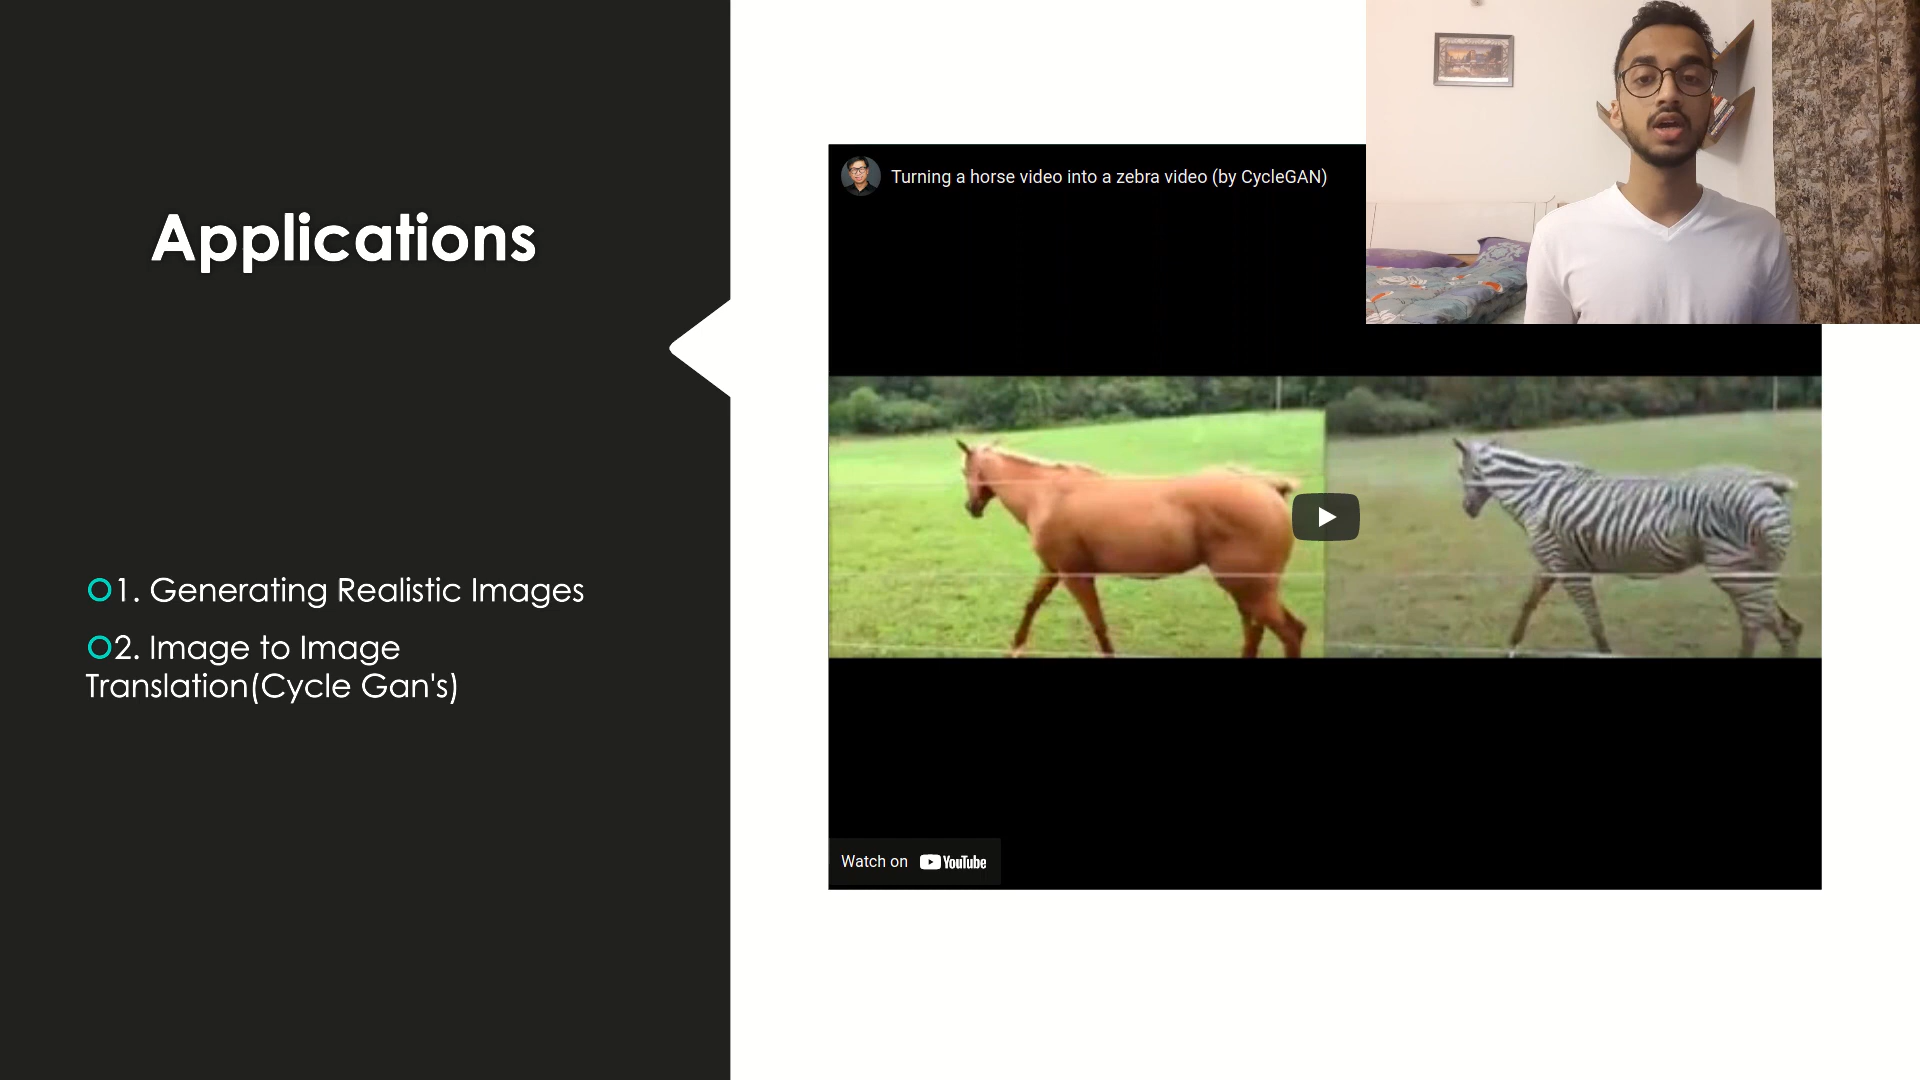 Applications
1. Generating Realistic Images
2. Image to Image
Translation(Cycle Gan's)
Turning a horse video into a zebra video (by CycleGAN)
Watch on YouTube